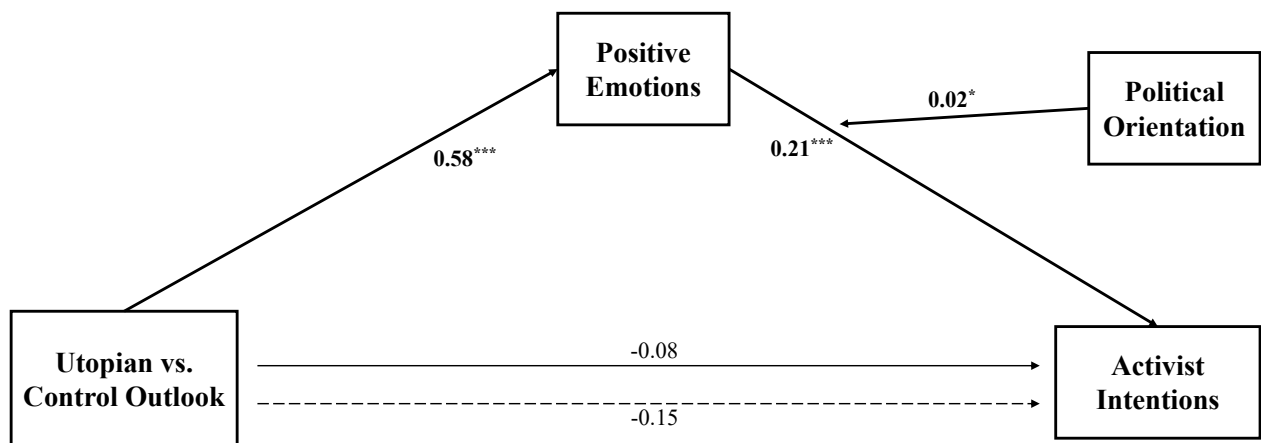 Positive
Emotions
Political
Orientation
0.02*
0.58***
0.21***
Utopian vs.
Control Outlook
-0.08
-0.15
Activist
Intentions